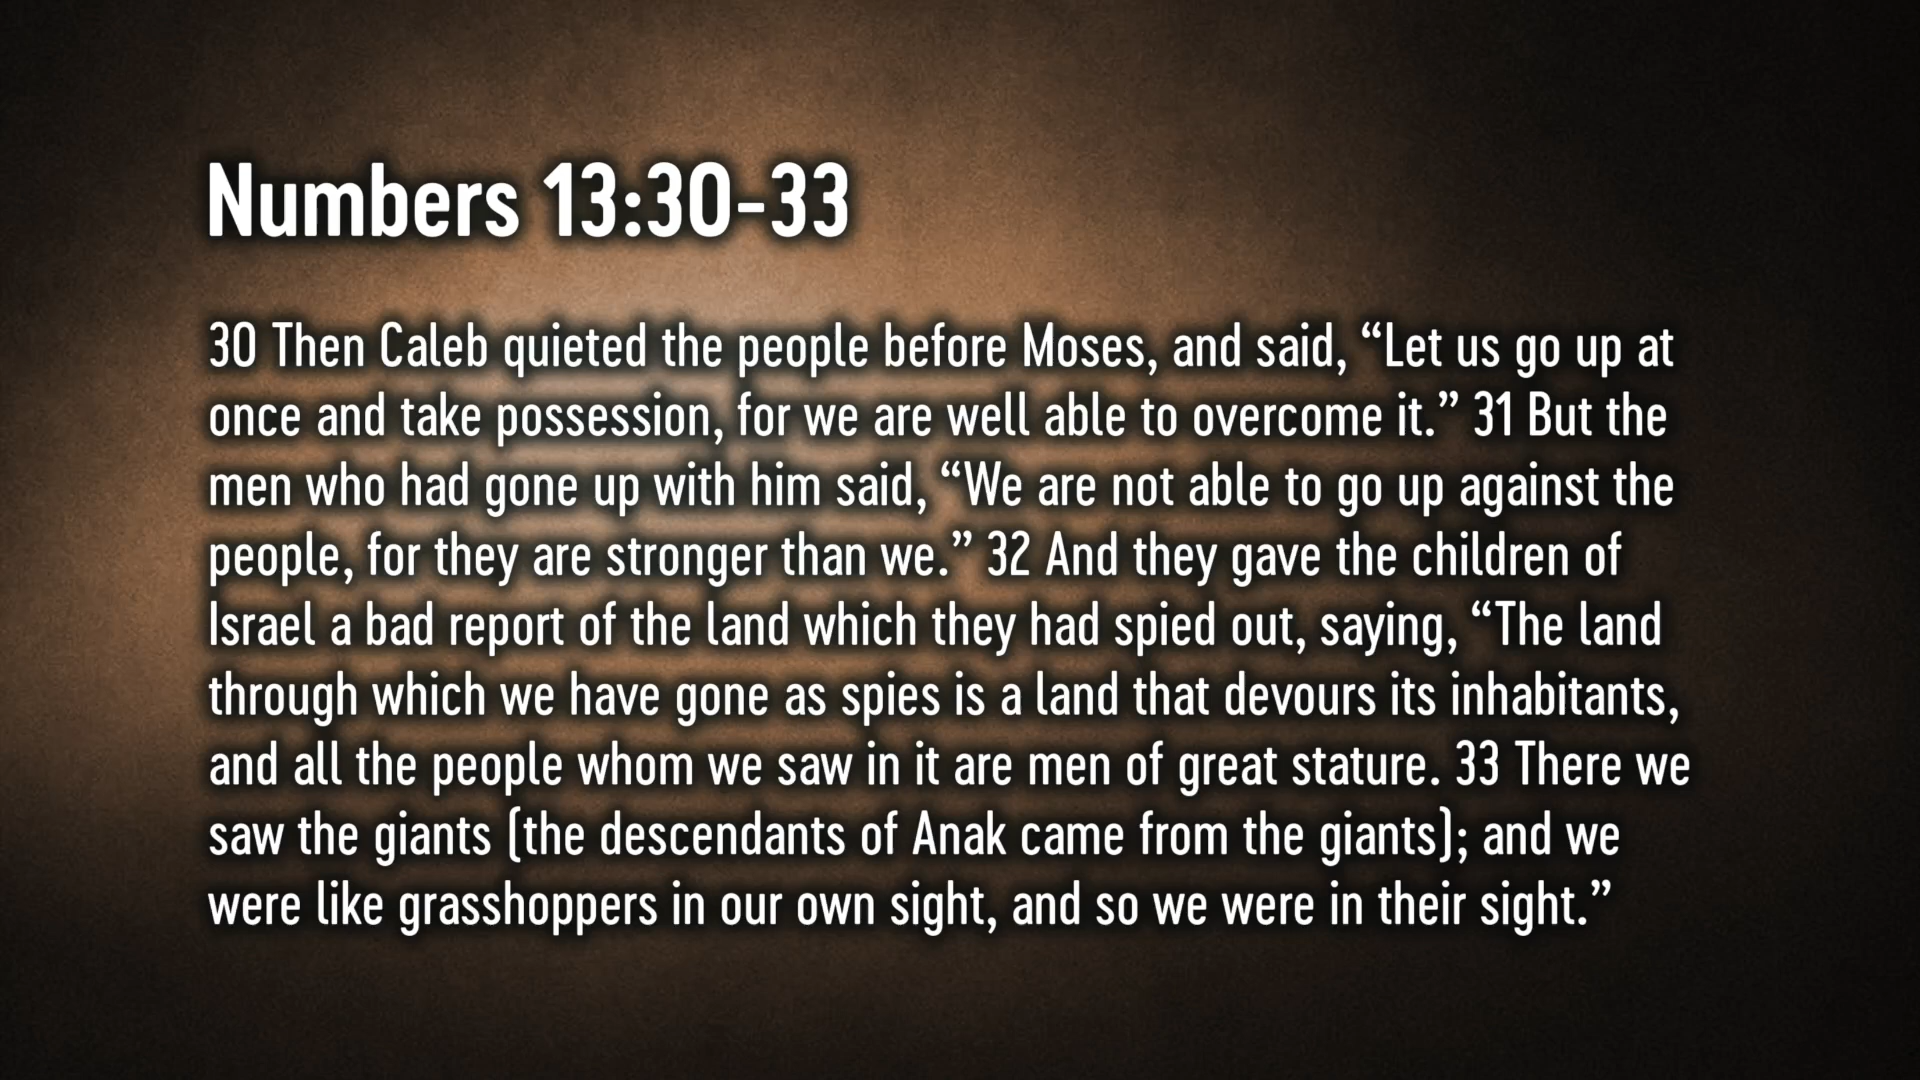 Numbers 13:30-33
30 Then Caleb quieted the people before Moses, and said, “Let us go up at
once and take possession, for we are well able to overcome it.” 31 But the
men who had gone up with him said, “We are not able to go up against the
people, for they are stronger than we.” 32 And they gave the children of
Israel a bad report of the land which they had spied out, saying, “The land
through which we have gone as spies is a land that devours its inhabitants,
and all the people whom we saw in it are men of great stature. 33 There we
saw the giants (the descendants of Anak came from the giants); and we
were like grasshoppers in our own sight, and so we were in their sight.”